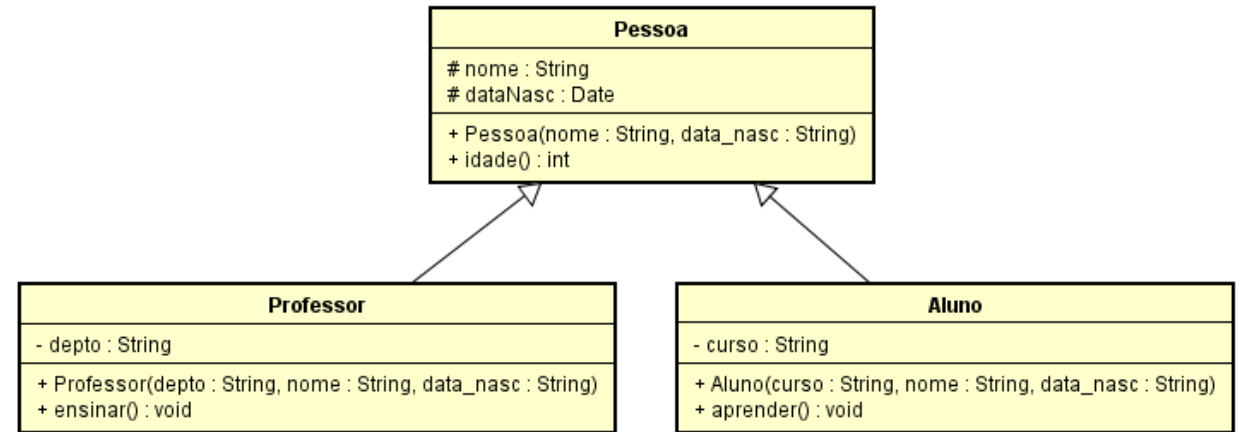 Pessoa
# nome : String
# dataNasc : Date
+ Pessoa(nome : String, data_nasc : String)
+ idade() : int
Professor
- depto : String
+ Professor(depto : String, nome : String, data_nasc : String)
+ ensinar() : void
Aluno
- curso : String
+ Aluno(curso : String, nome : String, data_nasc : String)
+ aprender() : void